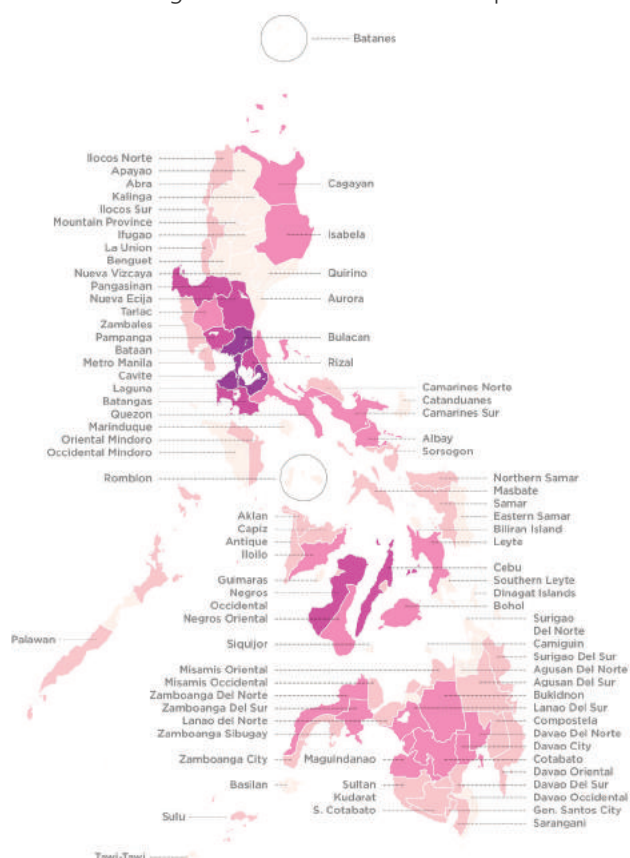 Batanes
Ilocos Norte
Apayao
Abra
Kalinga
Ilocos Sur
Mountain Province
Ifugao
La Union
Benguet
Nueva Vizcaya
Pangasinan
Nueva Ecija
Tarlac
Zambales
Pampanga
Bataan
Metro Manila
Cavite
Laguna
Batangas
Quezon
Marinduque
Oriental Mindoro
Occidental Mindoro
Romblon
Cagayan
Isabela
Quirino
Aurora
Bulacan
Rizal
Camarines Norte
Catanduanes
Camarines Sur
Albay
Sorsogon
Northern Samar
Masbate
Samar
Eastern Samar
Biliran Island
Leyte
Aklan
Capiz
Antique
Iloilo
Guimaras
Negros
Occidental
Negros Oriental
Siquijor
Cebu
Southern Leyte
Dinagat Islands
Bohol
Palawan
Surigao
Del Norte
Camiguin
Surigao Del Sur
Agusan Del Norte
Agusan Del Sur
Bukidnon
Lanao Del Sur
Compostela
Davao Del Norte
Davao City
Cotabato
Davao Oriental
Davao Del Sur
Davao Occidental
Gen. Santos City
Sarangani
Misamis Oriental
Misamis Occidental
Zamboanga Del Norte
Zamboanga Del Sur
Lanao del Norte
Zamboanga Sibugay
Zamboanga City
Maguindanao
Basilan
Sultan
Kudarat
S. Cotabato
Sulu
Tawi-Tawi